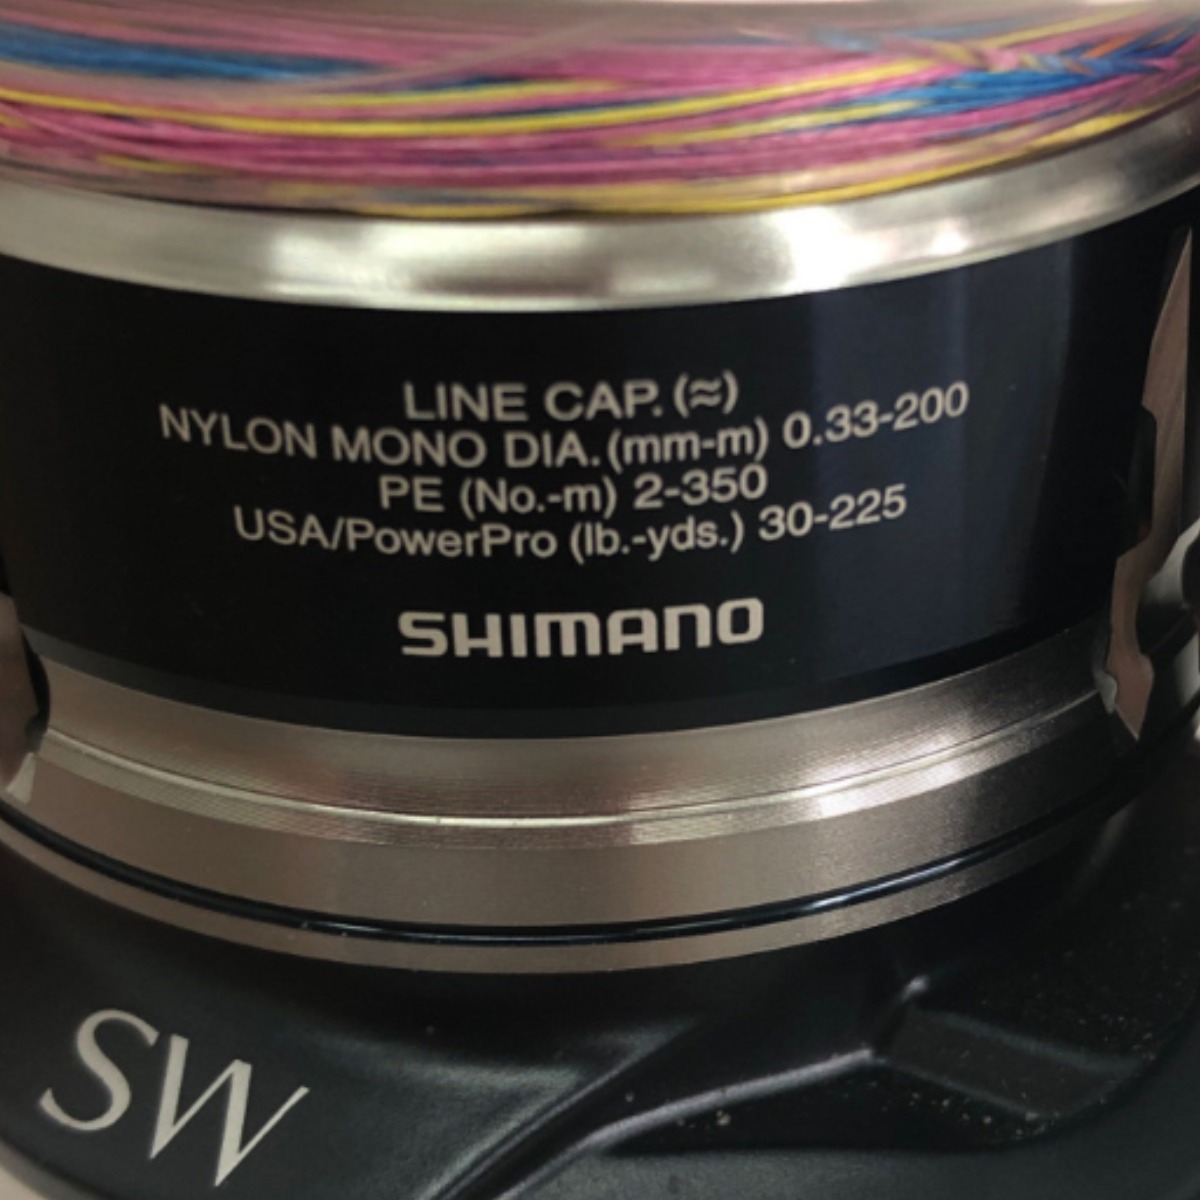 LINE CAP. (≈)
NYLON MONO DIA. (mm-m) 0.33-200
PE (No.-m) 2-350
USA/PowerPro (lb.-yds.) 30-225
SHIMANO
SW